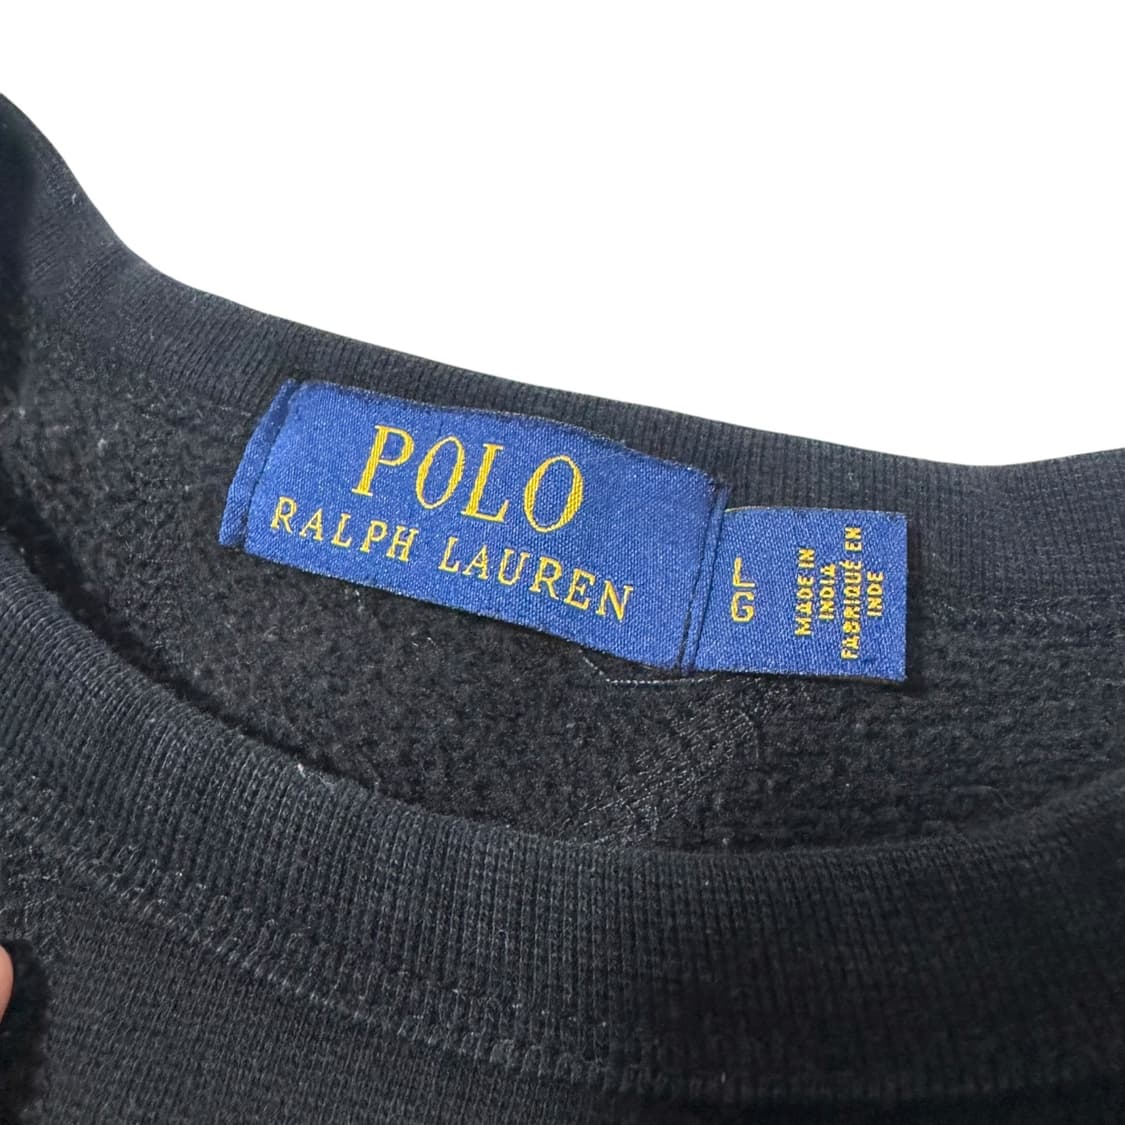 POLO
RALPH LAUREN
L
G
MADE IN
INDIA
FABRIQUÉ EN
INDE